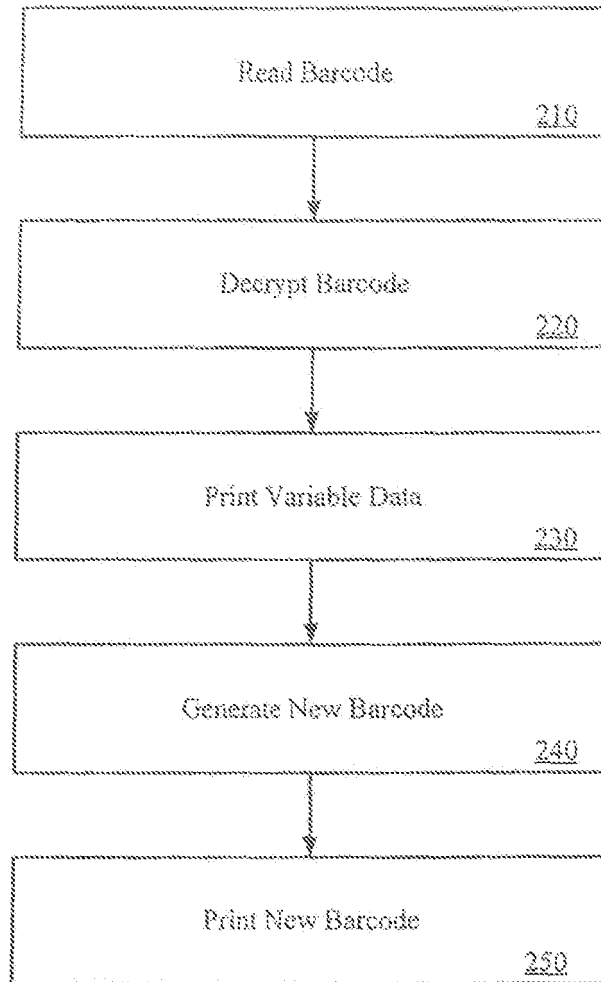 Read Barcode
210
Decrypt Barcode
220
Print Variable Data
230
Generate New Barcode
240
Print New Barcode
250